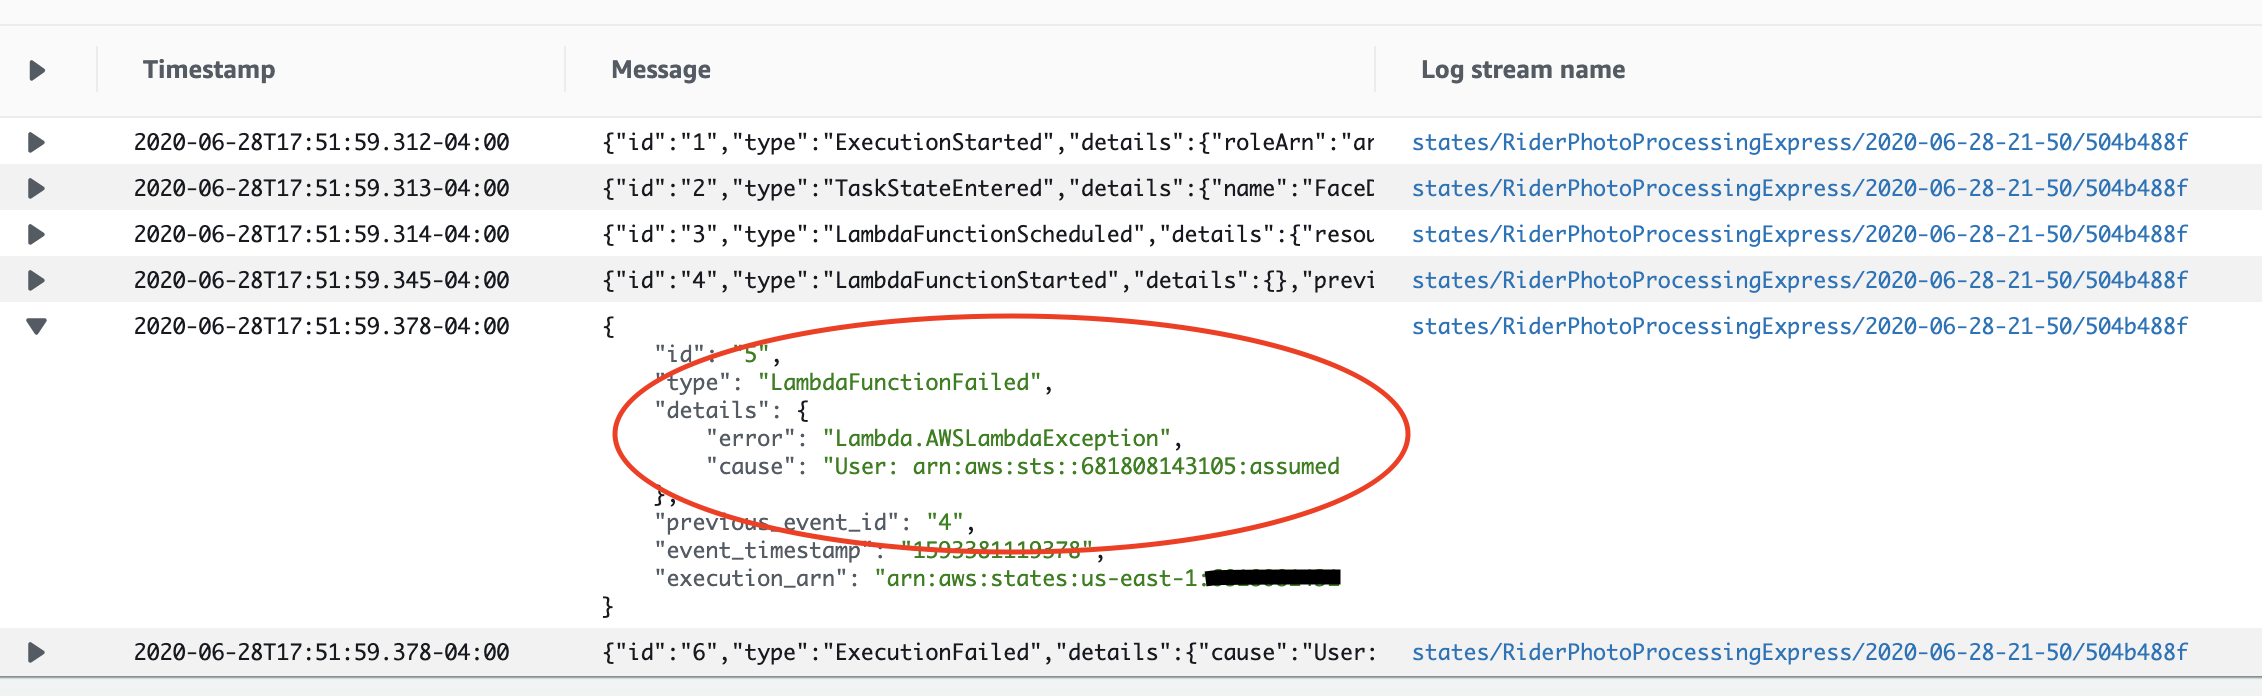 Timestamp Message Log stream name
2020-06-28T17:51:59.312-04:00 {"id":"1","type":"ExecutionStarted","details":{"roleArn":"ar states/RiderPhotoProcessingExpress/2020-06-28-21-50/504b488f
2020-06-28T17:51:59.313-04:00 {"id":"2","type":"TaskStateEntered","details":{"name":"FaceD states/RiderPhotoProcessingExpress/2020-06-28-21-50/504b488f
2020-06-28T17:51:59.314-04:00 {"id":"3","type":"LambdaFunctionScheduled","details":{"resou states/RiderPhotoProcessingExpress/2020-06-28-21-50/504b488f
2020-06-28T17:51:59.345-04:00 {"id":"4","type":"LambdaFunctionStarted","details":{},"previ states/RiderPhotoProcessingExpress/2020-06-28-21-50/504b488f
2020-06-28T17:51:59.378-04:00 { states/RiderPhotoProcessingExpress/2020-06-28-21-50/504b488f
"id": "5",
"type": "LambdaFunctionFailed",
"details": {
"error": "Lambda.AWSLambdaException",
"cause": "User: arn:aws:sts::681808143105:assumed
},
"previous_event_id": "4",
"event_timestamp": "1593381119378",
"execution_arn": "arn:aws:states:us-east-1:
}
2020-06-28T17:51:59.378-04:00 {"id":"6","type":"ExecutionFailed","details":{"cause":"User: states/RiderPhotoProcessingExpress/2020-06-28-21-50/504b488f